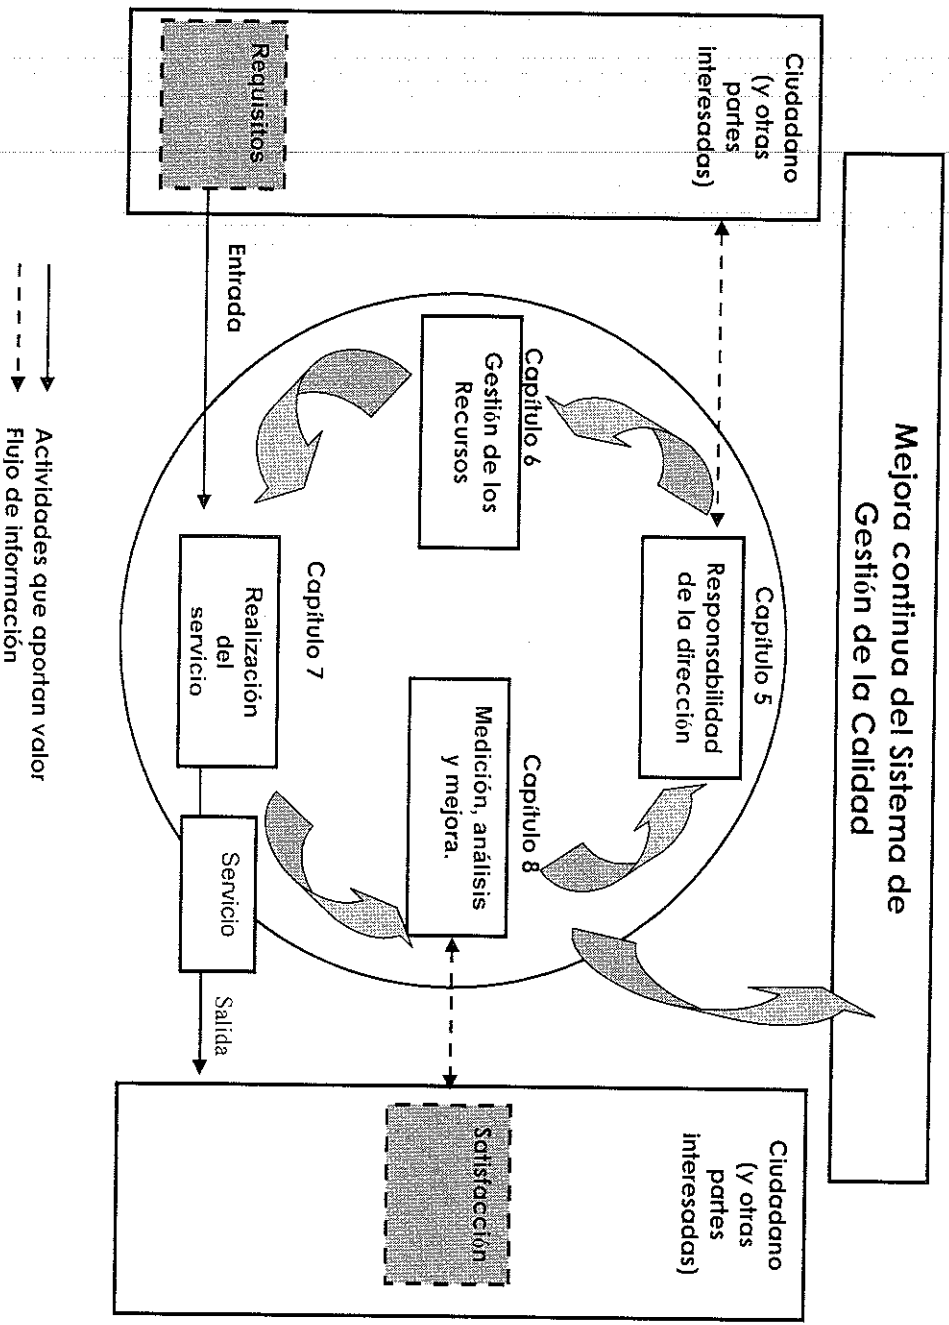 Mejora continua del Sistema de
Gestión de la Calidad
Ciudadano
(y otras
partes
interesadas)
Requisitos
Entrada
Capítulo 5
Responsabilidad
de la dirección
Capítulo 6
Gestión de los
Recursos
Capítulo 8
Medición, análisis
y mejora.
Capítulo 7
Realización
del
servicio
Servicio
Salida
Ciudadano
(y otras
partes
interesadas)
Satisfacción
Actividades que aportan valor
Flujo de información